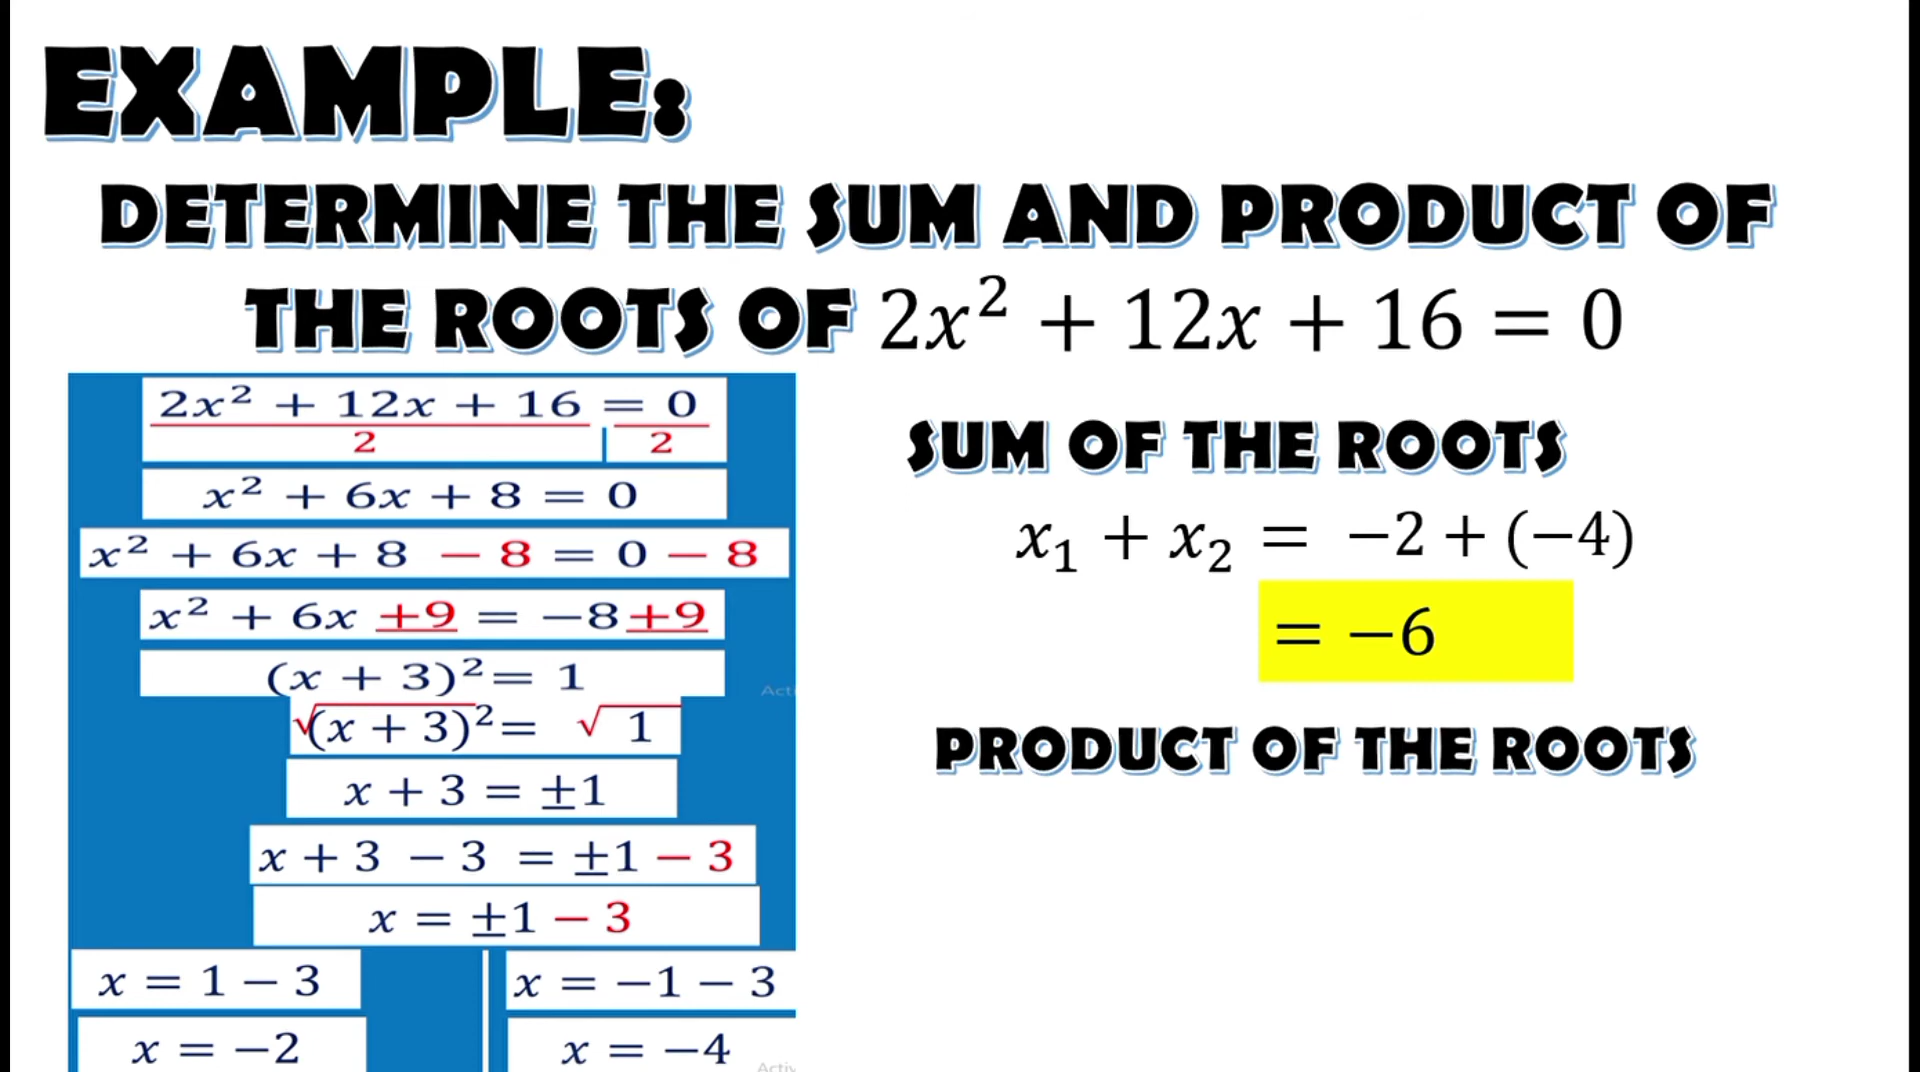 EXAMPLE:
DETERMINE THE SUM AND PRODUCT OF
THE ROOTS OF 2x² + 12x + 16 = 0
2x² + 12x + 16 = 0
2 2
x² + 6x + 8 = 0
x² + 6x + 8 − 8 = 0 − 8
x² + 6x +9 = −8 +9
(x + 3)² = 1
√(x + 3)² = √1
x + 3 = ±1
x + 3 − 3 = ±1 − 3
x = ±1 − 3
x = 1 − 3
x = −2
x = −1 − 3
x = −4
SUM OF THE ROOTS
x₁ + x₂ = −2 + (−4)
= −6
PRODUCT OF THE ROOTS